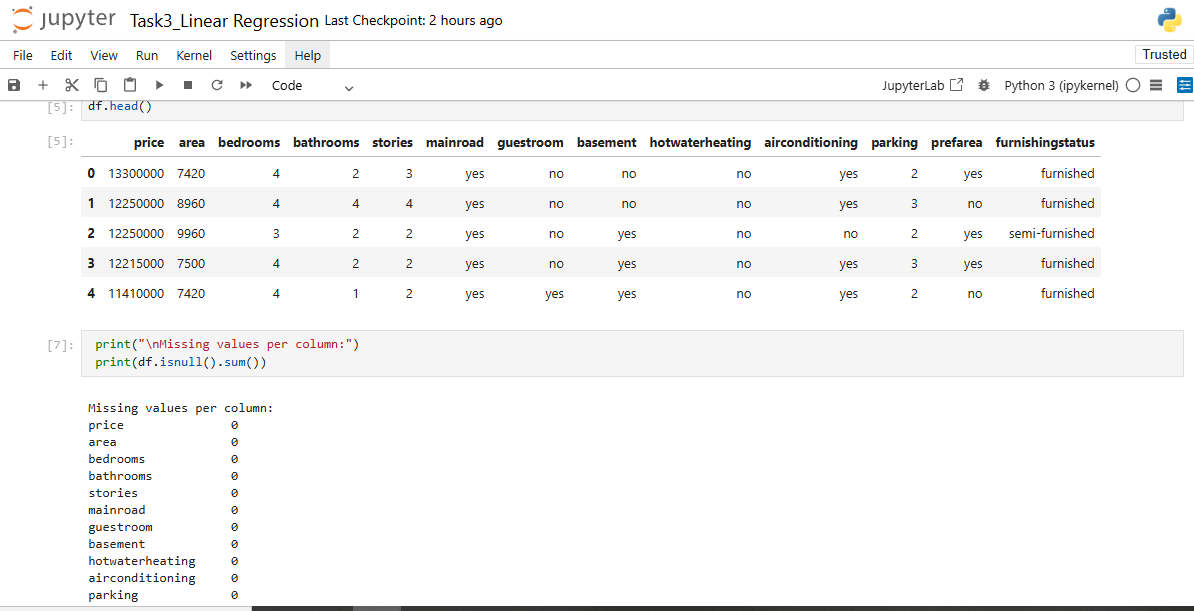 jupyter Task3_Linear Regression Last Checkpoint: 2 hours ago
File Edit View Run Kernel Settings Help Trusted
Code JupyterLab Python 3 (ipykernel)
[5]: df.head()
[5]: price area bedrooms bathrooms stories mainroad guestroom basement hotwaterheating airconditioning parking prefarea furnishingstatus
0 13300000 7420 4 2 3 yes no no no yes 2 yes furnished
1 12250000 8960 4 4 4 yes no no no yes 3 no furnished
2 12250000 9960 3 2 2 yes no yes no no 2 yes semi-furnished
3 12215000 7500 4 2 2 yes no yes no yes 3 yes furnished
4 11410000 7420 4 1 2 yes yes yes no yes 2 no furnished
[7]: print("\nMissing values per column:")
print(df.isnull().sum())
Missing values per column:
price 0
area 0
bedrooms 0
bathrooms 0
stories 0
mainroad 0
guestroom 0
basement 0
hotwaterheating 0
airconditioning 0
parking 0